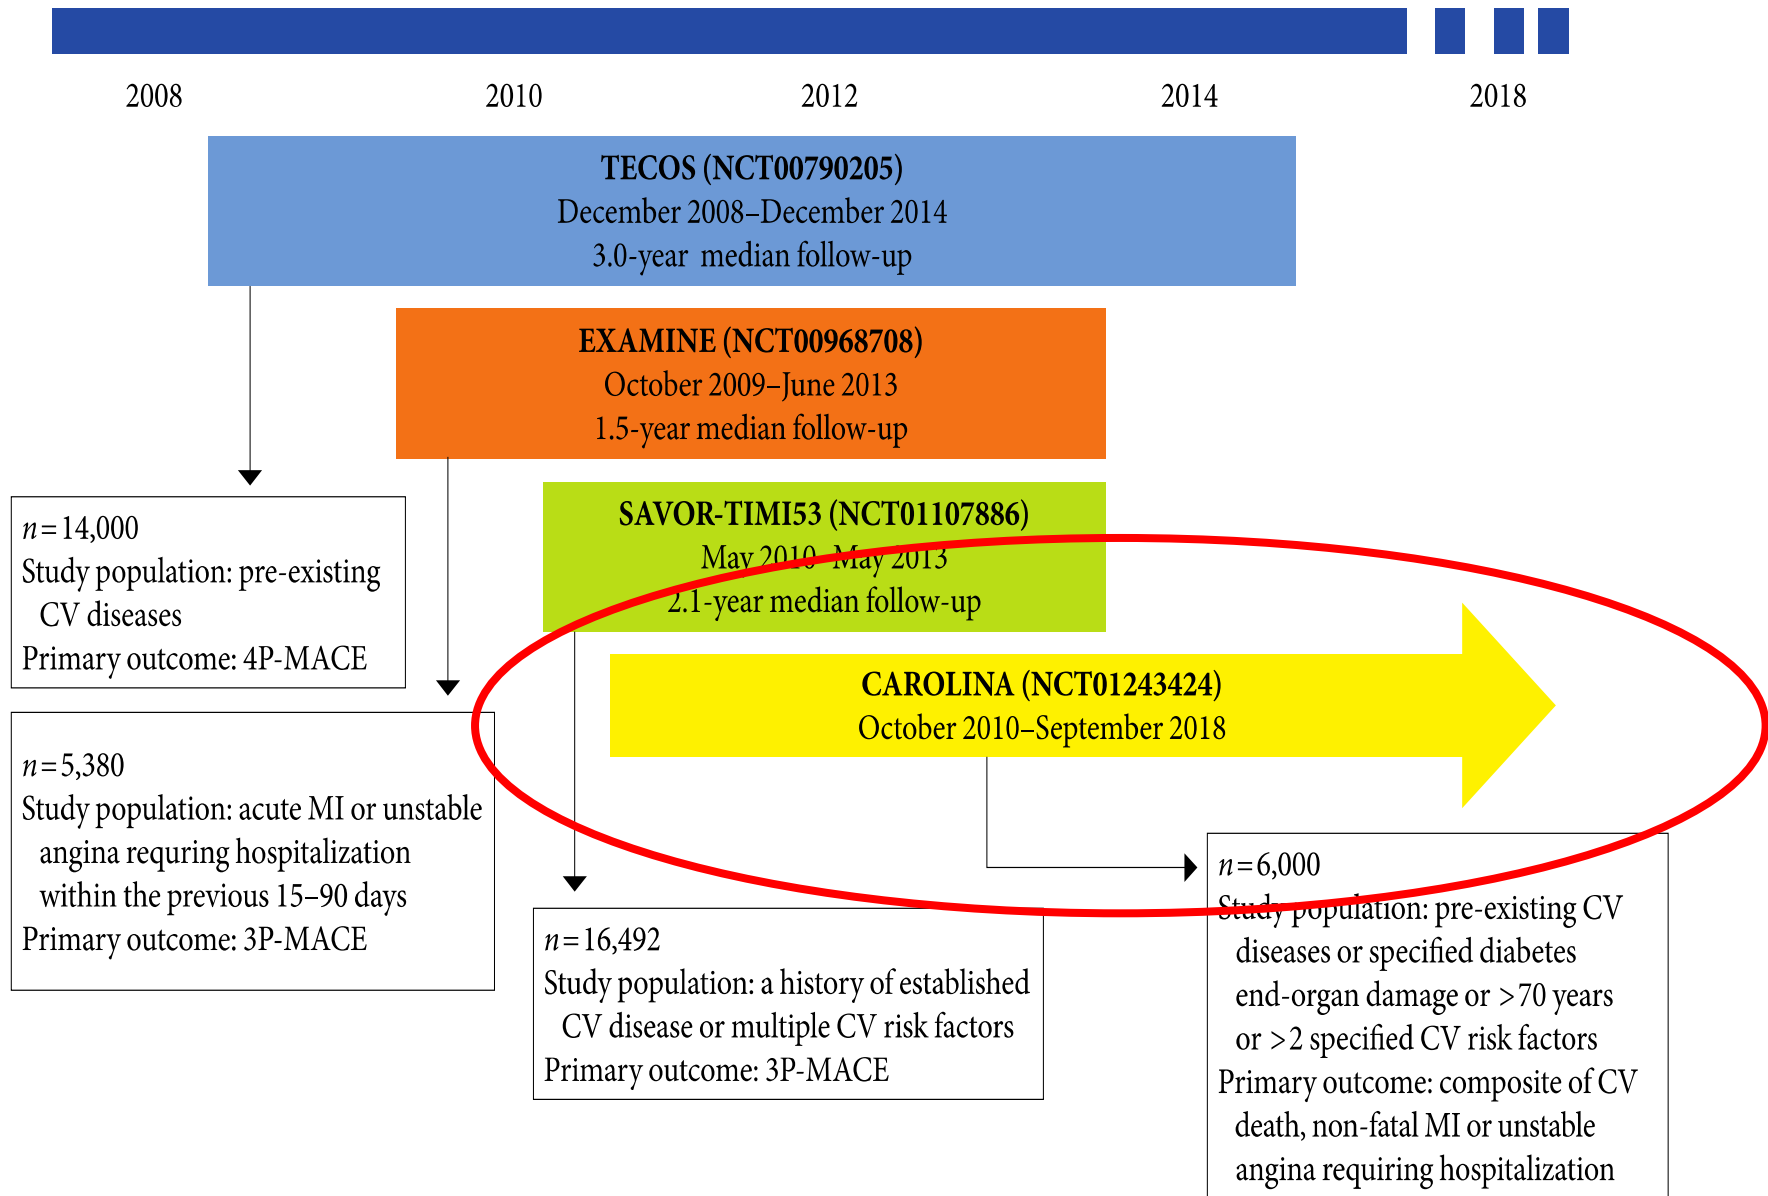 2008 2010 2012 2014 2018
TECOS (NCT00790205)
December 2008–December 2014
3.0-year median follow-up
EXAMINE (NCT00968708)
October 2009–June 2013
1.5-year median follow-up
SAVOR-TIMI53 (NCT01107886)
May 2010–May 2013
2.1-year median follow-up
CAROLINA (NCT01243424)
October 2010–September 2018
n=14,000
Study population: pre-existing
CV diseases
Primary outcome: 4P-MACE
n=5,380
Study population: acute MI or unstable
angina requring hospitalization
within the previous 15–90 days
Primary outcome: 3P-MACE
n=16,492
Study population: a history of established
CV disease or multiple CV risk factors
Primary outcome: 3P-MACE
n=6,000
Study population: pre-existing CV
diseases or specified diabetes
end-organ damage or >70 years
or >2 specified CV risk factors
Primary outcome: composite of CV
death, non-fatal MI or unstable
angina requiring hospitalization